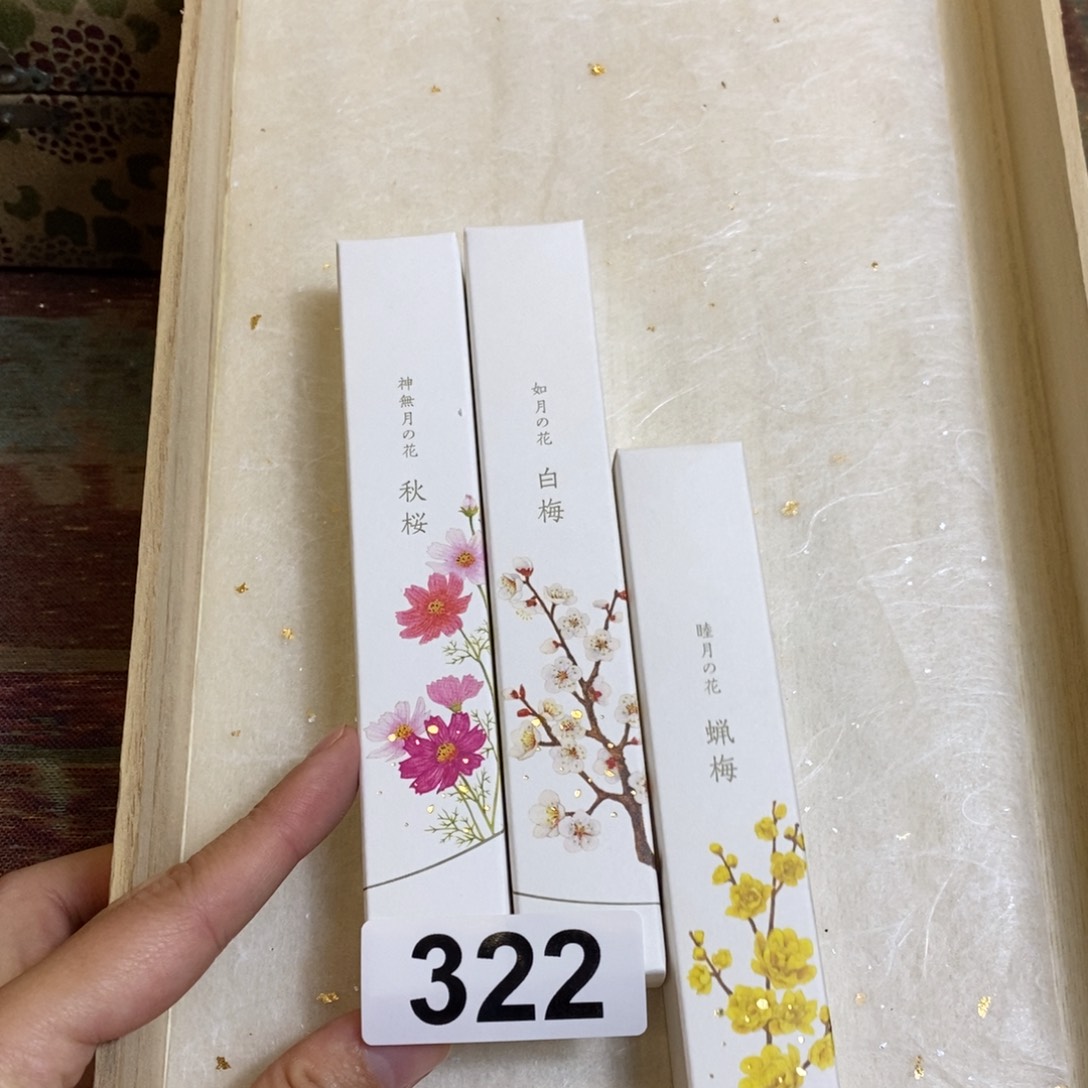 神無月の花
秋桜
如月の花
白梅
睦月の花
蝋梅
322